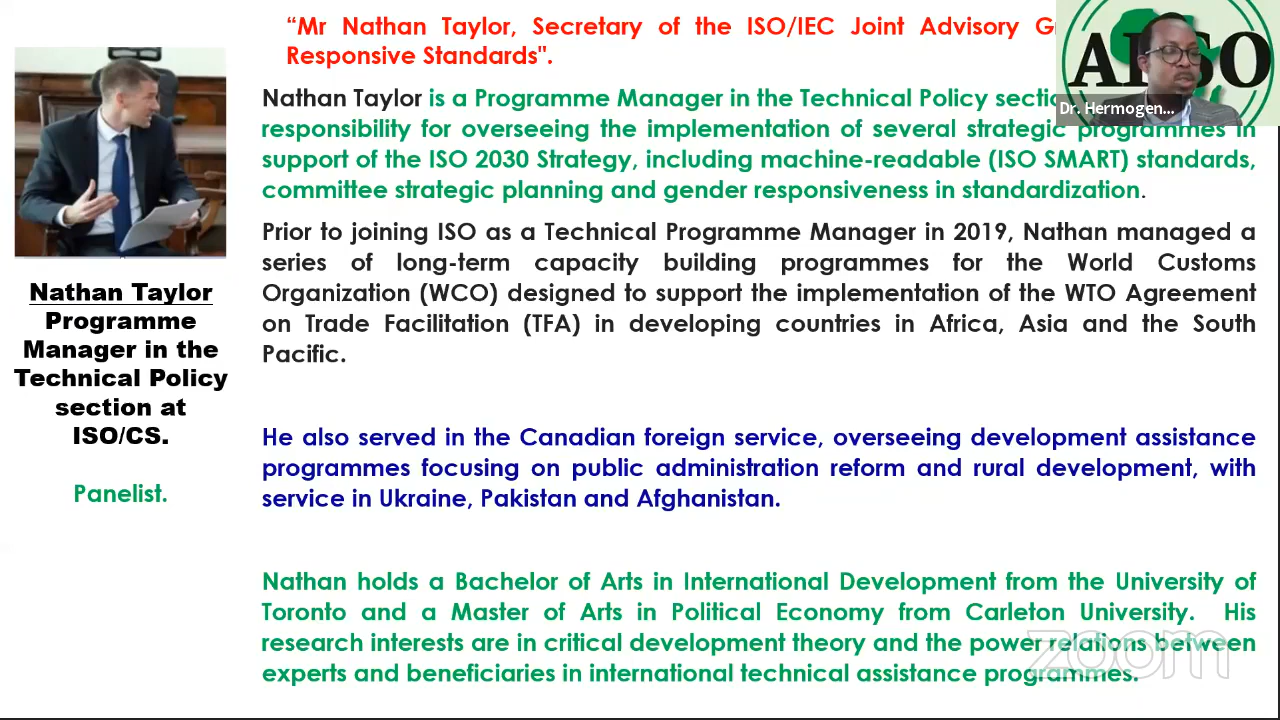 “Mr Nathan Taylor, Secretary of the ISO/IEC Joint Advisory
Responsive Standards".
Nathan Taylor is a Programme Manager in the Technical Policy
responsibility for overseeing the implementation of several strategic programmes in
support of the ISO 2030 Strategy, including machine-readable (ISO SMART) standards,
committee strategic planning and gender responsiveness in standardization.
Prior to joining ISO as a Technical Programme Manager in 2019, Nathan managed a
series of long-term capacity building programmes for the World Customs
Organization (WCO) designed to support the implementation of the WTO Agreement
on Trade Facilitation (TFA) in developing countries in Africa, Asia and the South
Pacific.
He also served in the Canadian foreign service, overseeing development assistance
programmes focusing on public administration reform and rural development, with
service in Ukraine, Pakistan and Afghanistan.
Nathan holds a Bachelor of Arts in International Development from the University of
Toronto and a Master of Arts in Political Economy from Carleton University. His
research interests are in critical development theory and the power relations between
experts and beneficiaries in international technical assistance programmes.
Nathan Taylor
Programme
Manager in the
Technical Policy
section at
ISO/CS.
Panelist.
Dr. Hermogen...
zoom